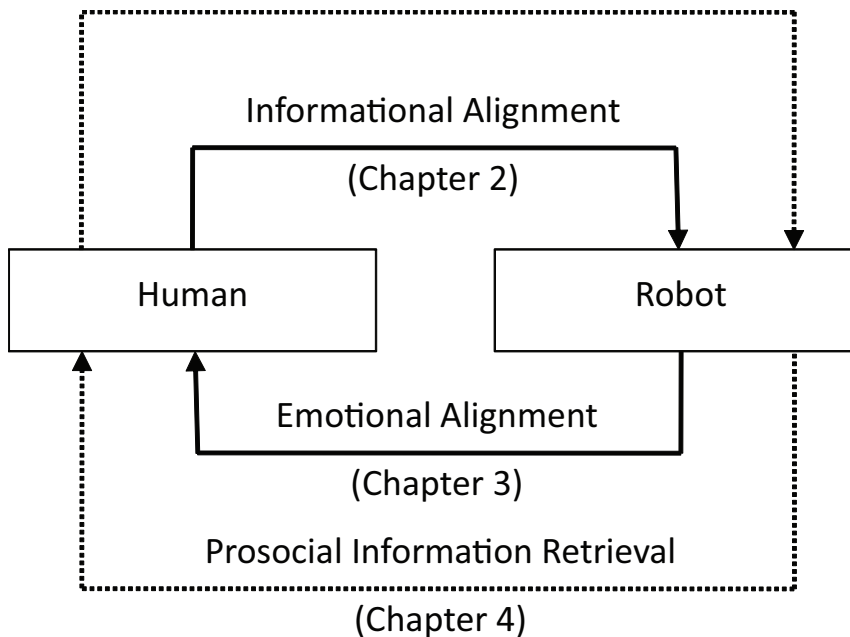 Informational Alignment
(Chapter 2)
Human
Robot
Emotional Alignment
(Chapter 3)
Prosocial Information Retrieval
(Chapter 4)